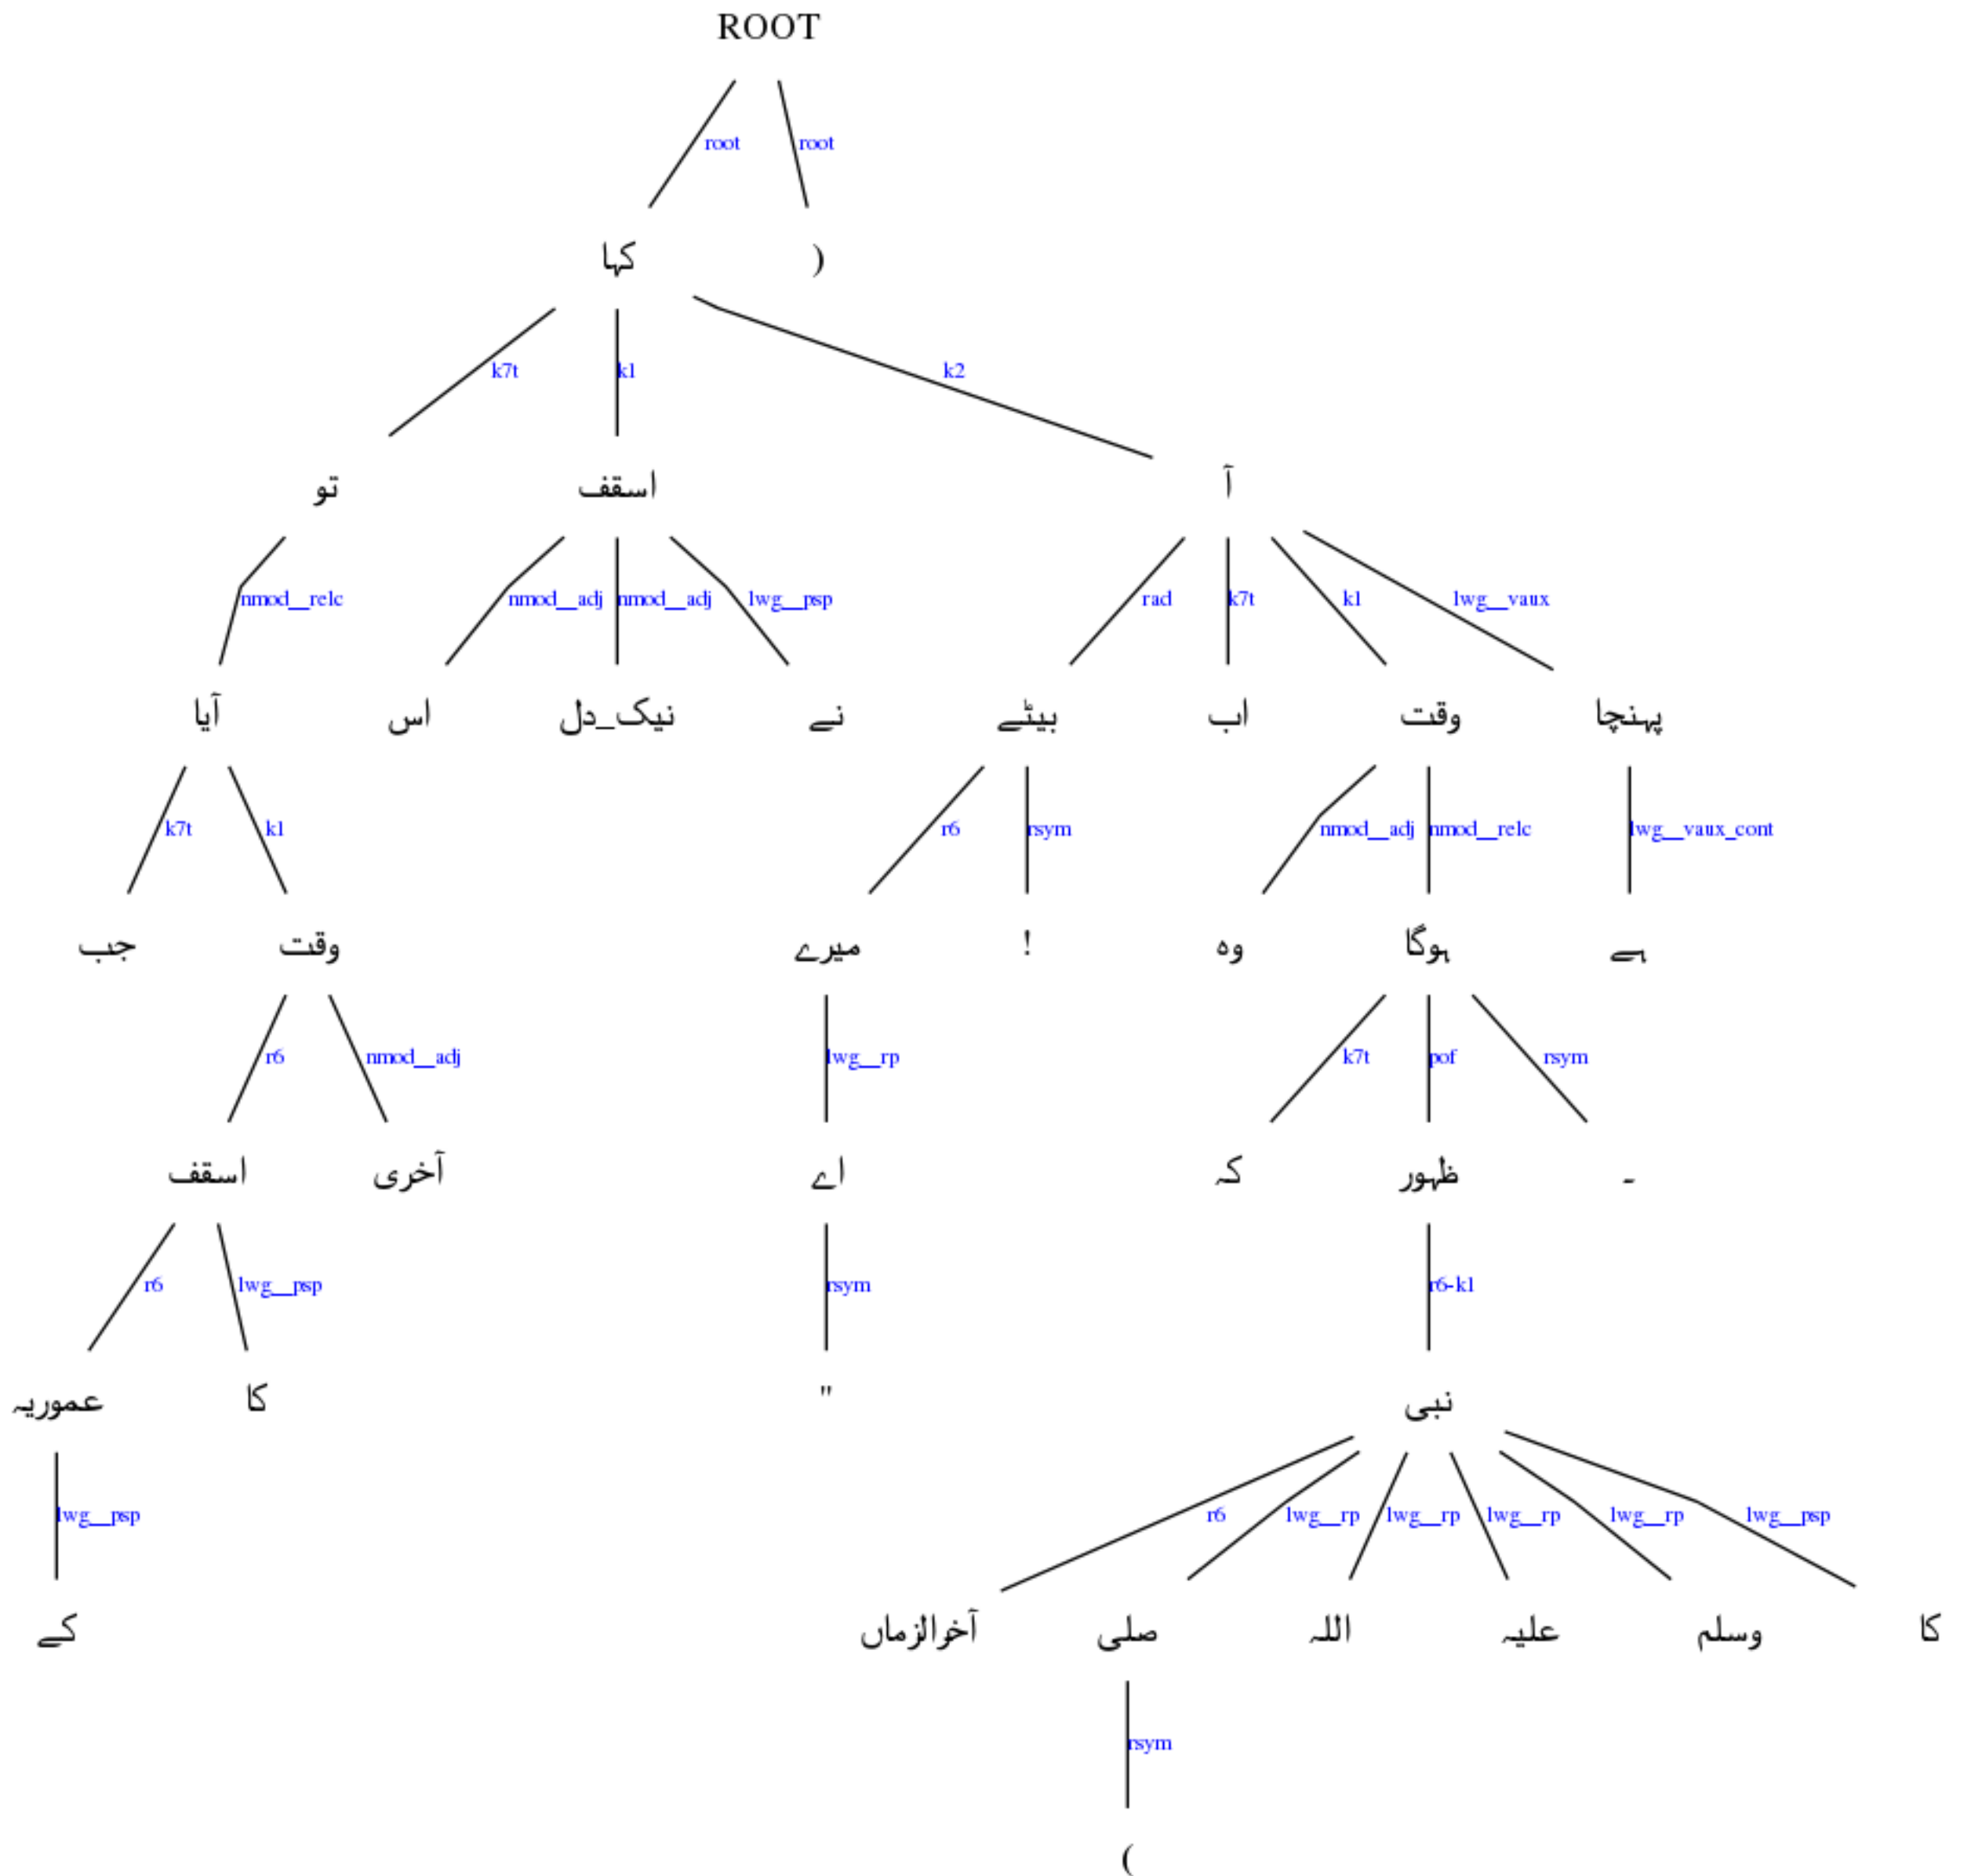 ROOT
root root
کہا )
k7t k1 k2
تو اسقف آ
nmod__relc nmod__adj nmod__adj lwg__psp rad k7t k1 lwg__vaux
آیا اس نیک_دل نے بیٹے اب وقت پہنچا
k7t k1 r6 rsym nmod__adj nmod__relc lwg__vaux_cont
جب وقت میرے ! وہ ہوگا ہے
r6 nmod__adj lwg__rp k7t pof rsym
اسقف آخری اے کہ ظہور ۔
r6 lwg__psp rsym r6-k1
عموریہ کا " نبی
lwg__psp r6 lwg__rp lwg__rp lwg__rp lwg__rp lwg__psp
کے آخرالزماں صلی اللہ علیہ وسلم کا
rsym
(